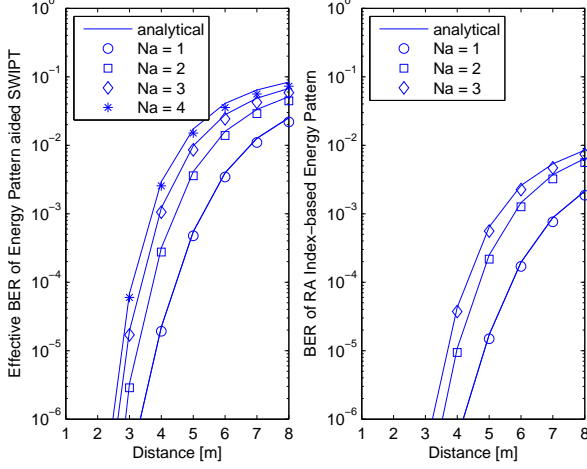 10^0
10^-1
10^-2
10^-3
10^-4
10^-5
10^-6
Effective BER of Energy Pattern aided SWIPT
analytical
Na = 1
Na = 2
Na = 3
Na = 4
1 2 3 4 5 6 7 8
Distance [m]
10^0
10^-1
10^-2
10^-3
10^-4
10^-5
10^-6
BER of RA Index-based Energy Pattern
analytical
Na = 1
Na = 2
Na = 3
1 2 3 4 5 6 7 8
Distance [m]